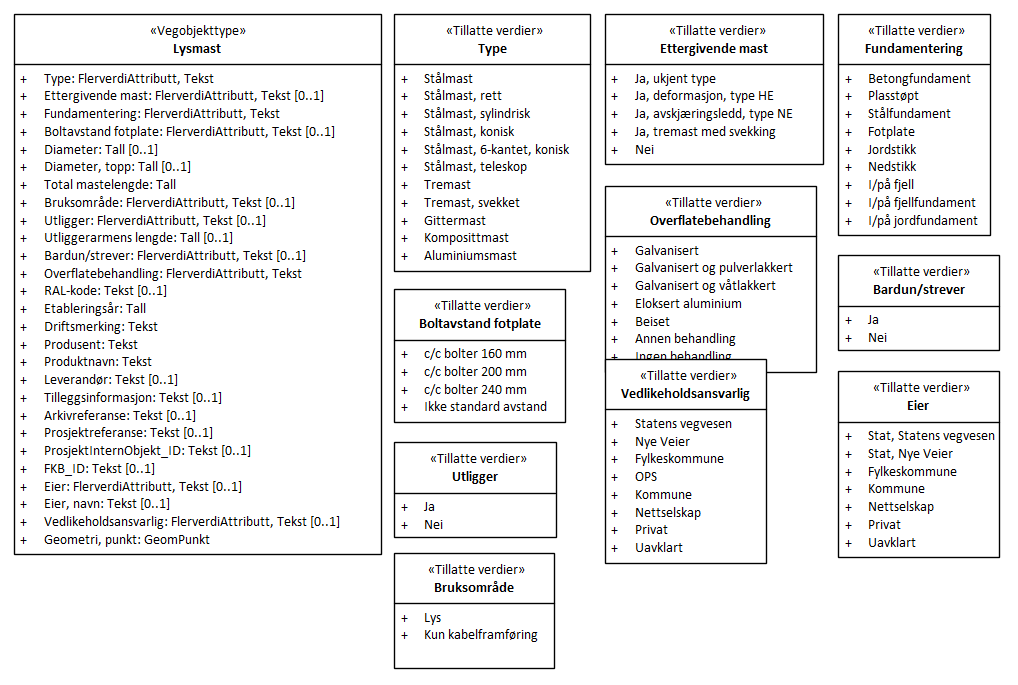 «Vegobjekttype»
Lysmast
+ Type: FlerverdiAttributt, Tekst
+ Ettergivende mast: FlerverdiAttributt, Tekst [0..1]
+ Fundamentering: FlerverdiAttributt, Tekst
+ Boltavstand fotplate: FlerverdiAttributt, Tekst [0..1]
+ Diameter: Tall [0..1]
+ Diameter, topp: Tall [0..1]
+ Total mastelengde: Tall
+ Bruksområde: FlerverdiAttributt, Tekst [0..1]
+ Utligger: FlerverdiAttributt, Tekst [0..1]
+ Utliggerarmens lengde: Tall [0..1]
+ Bardun/strever: FlerverdiAttributt, Tekst [0..1]
+ Overflatebehandling: FlerverdiAttributt, Tekst
+ RAL-kode: Tekst [0..1]
+ Etableringsår: Tall
+ Driftsmerking: Tekst
+ Produsent: Tekst
+ Produktnavn: Tekst
+ Leverandør: Tekst [0..1]
+ Tilleggsinformasjon: Tekst [0..1]
+ Arkivreferanse: Tekst [0..1]
+ Prosjektreferanse: Tekst [0..1]
+ ProsjektInternObjekt_ID: Tekst [0..1]
+ FKB_ID: Tekst [0..1]
+ Eier: FlerverdiAttributt, Tekst [0..1]
+ Eier, navn: Tekst [0..1]
+ Vedlikeholdsansvarlig: FlerverdiAttributt, Tekst [0..1]
+ Geometri, punkt: GeomPunkt
«Tillatte verdier»
Type
+ Stålmast
+ Stålmast, rett
+ Stålmast, sylindrisk
+ Stålmast, konisk
+ Stålmast, 6-kantet, konisk
+ Stålmast, teleskop
+ Tremast
+ Tremast, svekket
+ Gittermast
+ Komposittmast
+ Aluminiumsmast
«Tillatte verdier»
Boltavstand fotplate
+ c/c bolter 160 mm
+ c/c bolter 200 mm
+ c/c bolter 240 mm
+ Ikke standard avstand
«Tillatte verdier»
Utligger
+ Ja
+ Nei
«Tillatte verdier»
Bruksområde
+ Lys
+ Kun kabelframføring
«Tillatte verdier»
Ettergivende mast
+ Ja, ukjent type
+ Ja, deformasjon, type HE
+ Ja, avskjæringsledd, type NE
+ Ja, tremast med svekking
+ Nei
«Tillatte verdier»
Overflatebehandling
+ Galvanisert
+ Galvanisert og pulverlakkert
+ Galvanisert og våtlakkert
+ Eloksert aluminium
+ Beiset
+ Annen behandling
+ Ingen behandling
«Tillatte verdier»
Vedlikeholdsansvarlig
+ Statens vegvesen
+ Nye Veier
+ Fylkeskommune
+ OPS
+ Kommune
+ Nettselskap
+ Privat
+ Uavklart
«Tillatte verdier»
Fundamentering
+ Betongfundament
+ Plasstøpt
+ Stålfundament
+ Fotplate
+ Jordstikk
+ Nedstikk
+ I/på fjell
+ I/på fjellfundament
+ I/på jordfundament
«Tillatte verdier»
Bardun/strever
+ Ja
+ Nei
«Tillatte verdier»
Eier
+ Stat, Statens vegvesen
+ Stat, Nye Veier
+ Fylkeskommune
+ Kommune
+ Nettselskap
+ Privat
+ Uavklart